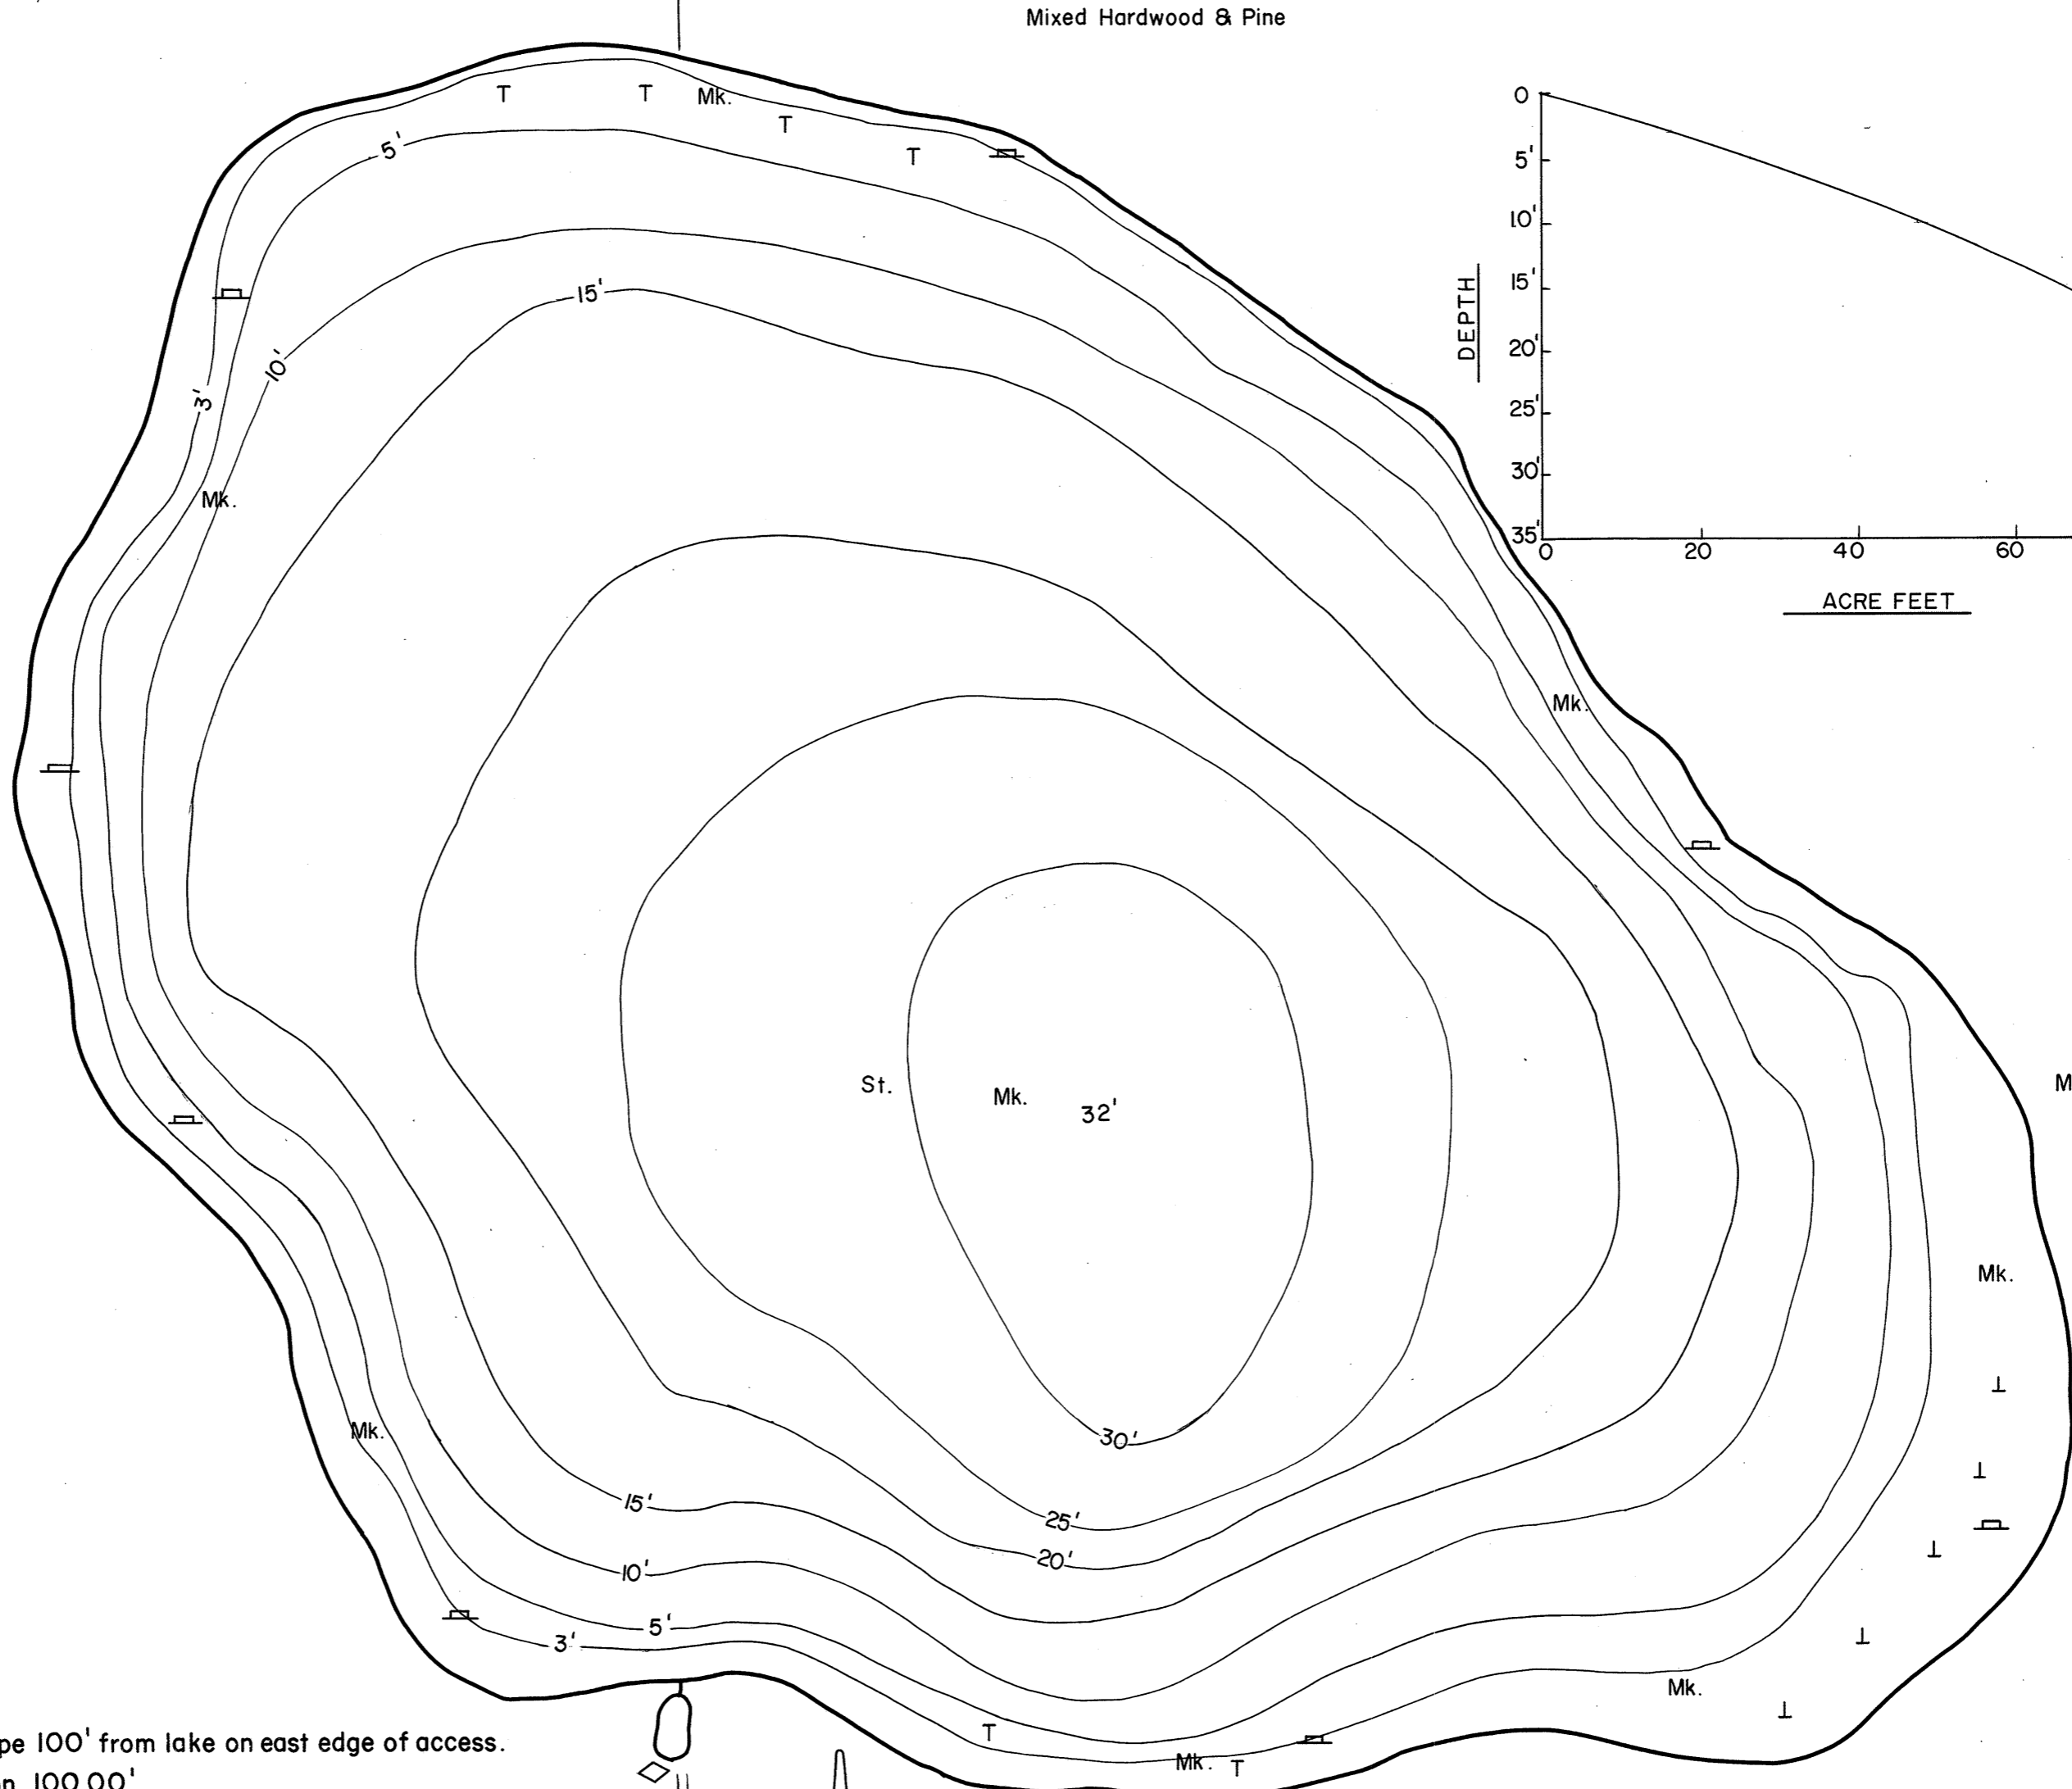 Mixed Hardwood & Pine
T T Mk.
T
T
5'
15'
10'
3'
Mk.
0
5'
10'
15'
20'
25'
30'
35'
DEPTH
0 20 40 60
ACRE FEET
Mk.
St. Mk. 32'
Mk.
Mk.
30'
15'
25'
20'
10'
5'
3'
Mk.
T
Mk. T
100' from lake on east edge of access.
100.00'